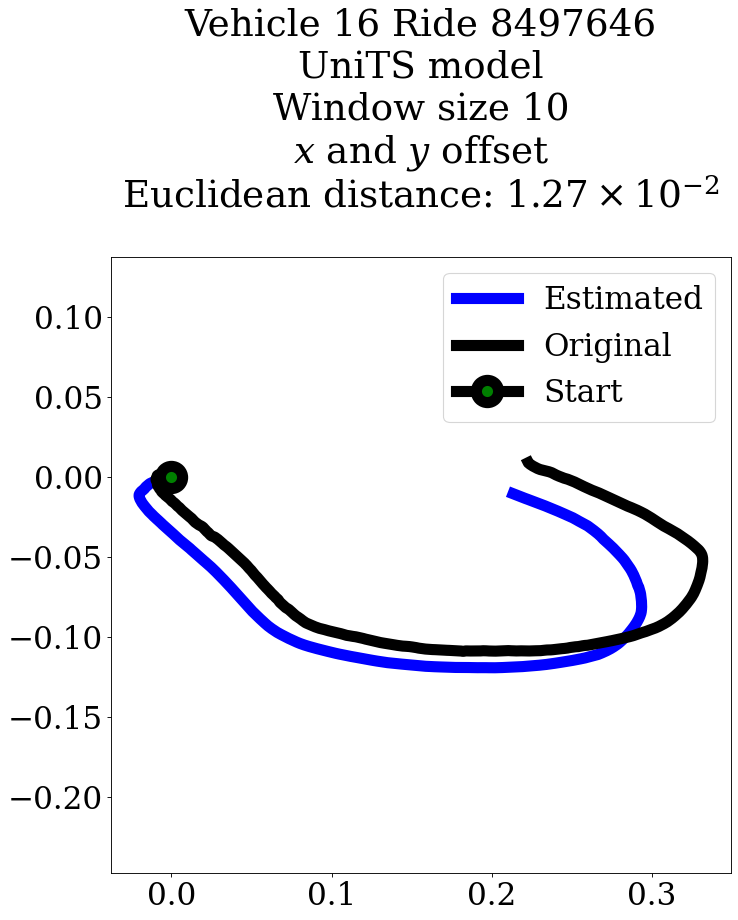 Vehicle 16 Ride 8497646
UniTS model
Window size 10
x and y offset
Euclidean distance: 1.27 × 10⁻²
Estimated
Original
Start
0.10
0.05
0.00
−0.05
−0.10
−0.15
−0.20
0.0 0.1 0.2 0.3